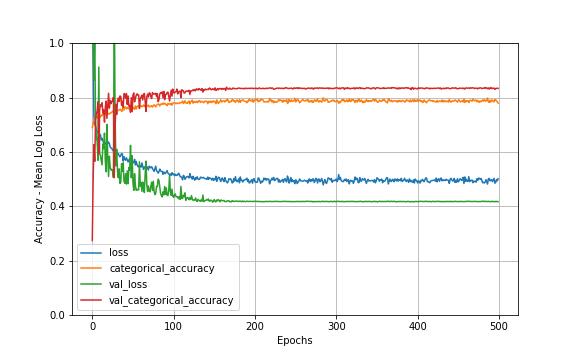 1.0
0.8
0.6
0.4
0.2
0.0
Accuracy - Mean Log Loss
loss
categorical_accuracy
val_loss
val_categorical_accuracy
0 100 200 300 400 500
Epochs